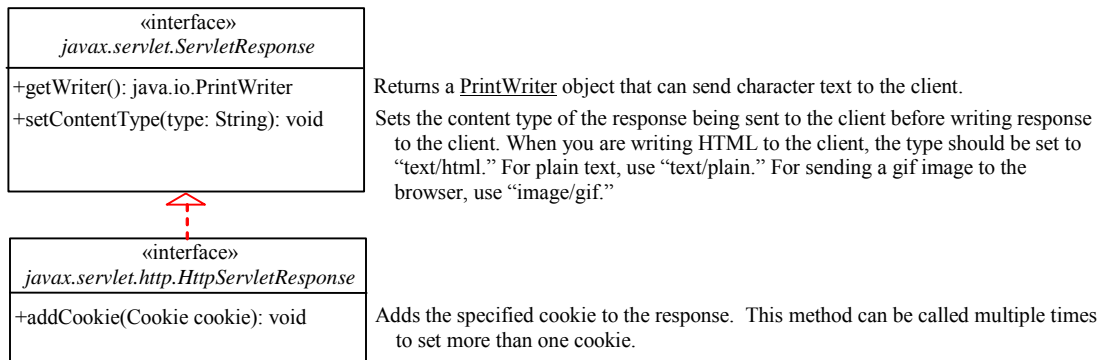 «interface»
javax.servlet.ServletResponse
+getWriter(): java.io.PrintWriter
Returns a PrintWriter object that can send character text to the client.
+setContentType(type: String): void
Sets the content type of the response being sent to the client before writing response
to the client. When you are writing HTML to the client, the type should be set to
“text/html.” For plain text, use “text/plain.” For sending a gif image to the
browser, use “image/gif.”
«interface»
javax.servlet.http.HttpServletResponse
+addCookie(Cookie cookie): void
Adds the specified cookie to the response.  This method can be called multiple times
to set more than one cookie.